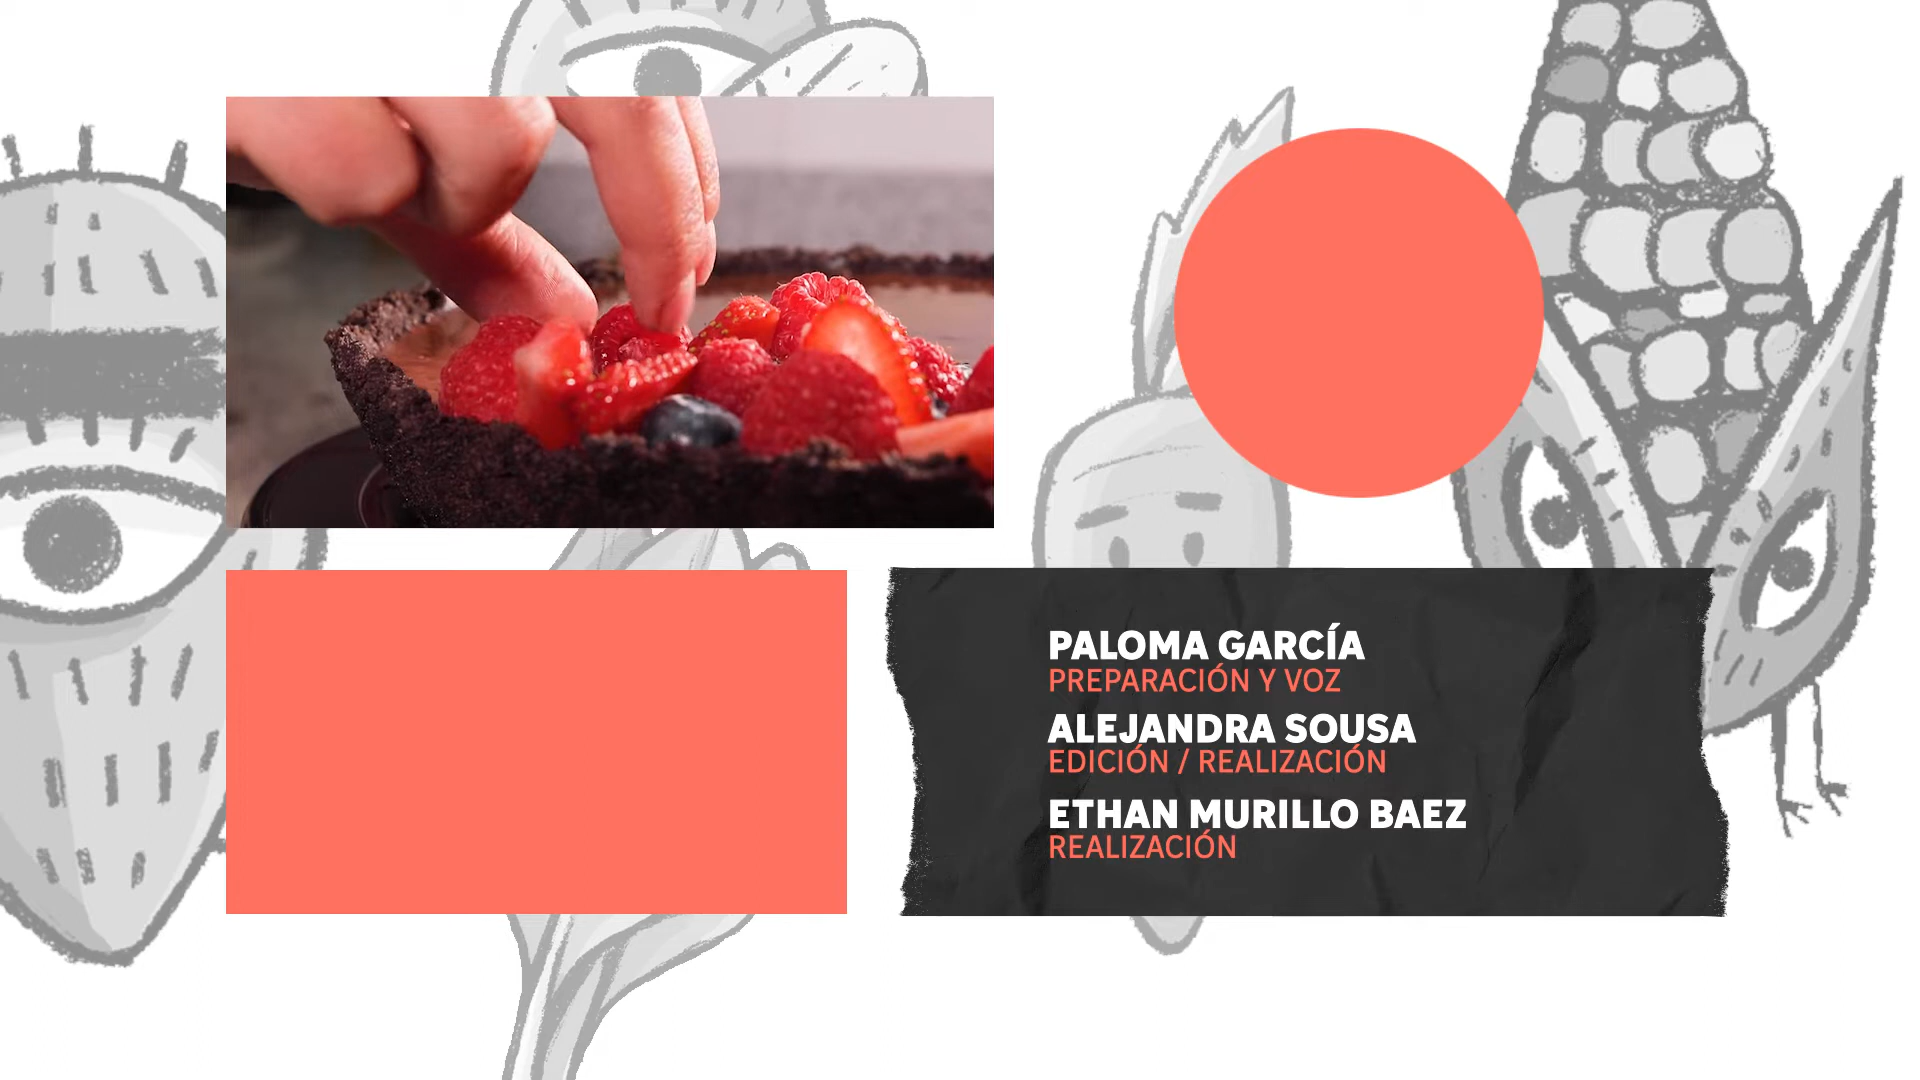 PALOMA GARCÍA
PREPARACIÓN Y VOZ
ALEJANDRA SOUSA
EDICIÓN / REALIZACIÓN
ETHAN MURILLO BAEZ
REALIZACIÓN